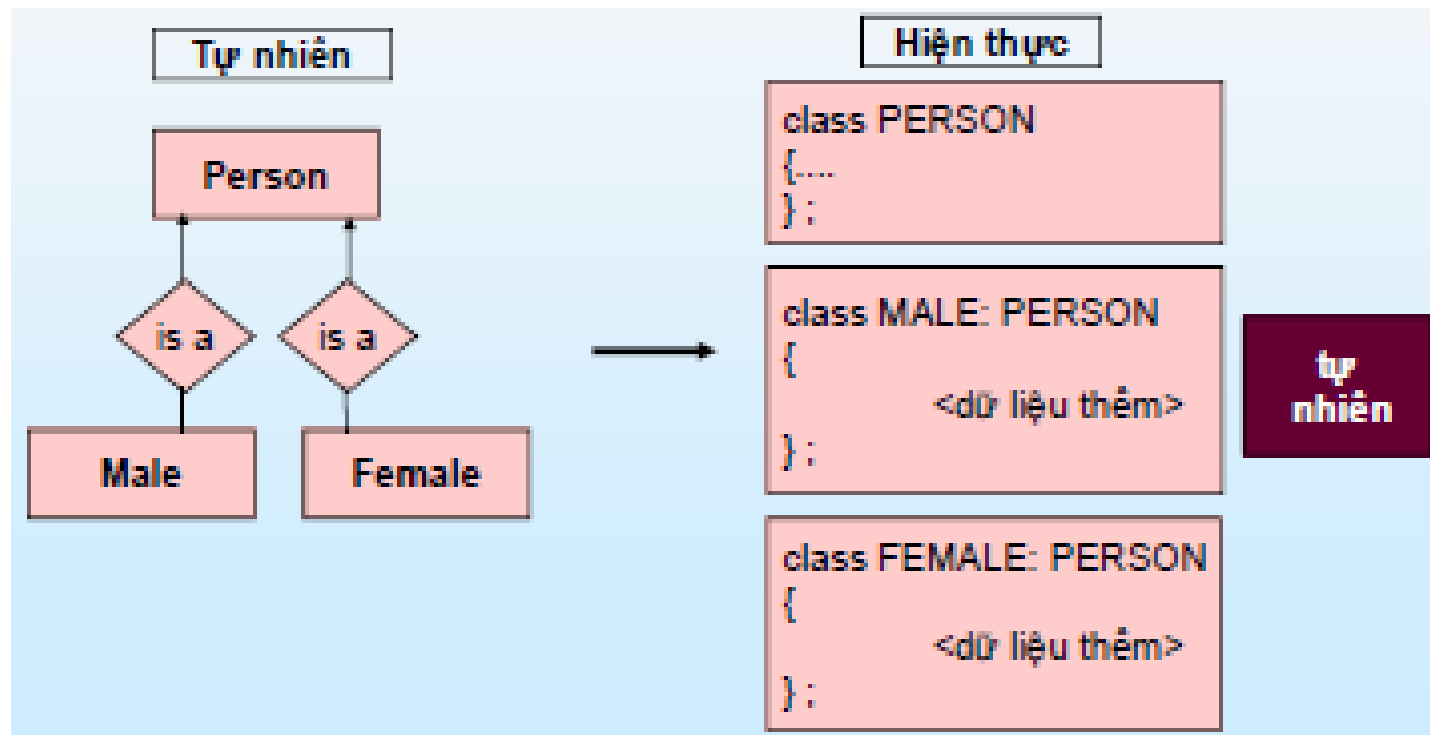 Tự nhiên
Person
is a
is a
Male
Female
Hiện thực
class PERSON
{....
} ;
class MALE: PERSON
{
<dữ liệu thêm>
} ;
tự
nhiên
class FEMALE: PERSON
{
<dữ liệu thêm>
} ;